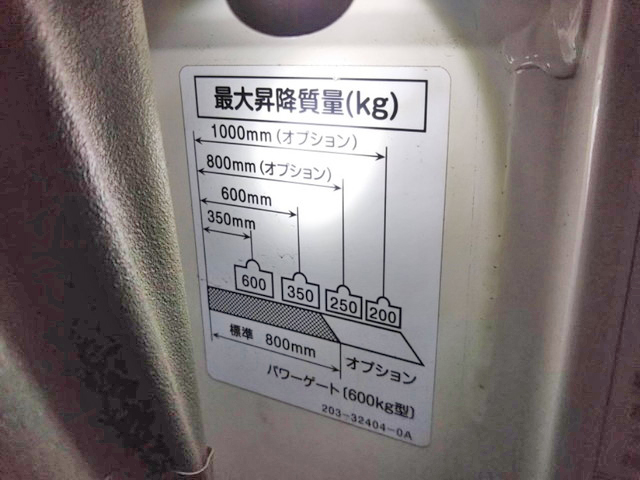 最大昇降質量(kg)
1000mm(オプション)
800mm(オプション)
600mm
350mm
600 350 250 200
標準 800mm オプション
パワーゲート〔600kg型〕
203-32404-0A